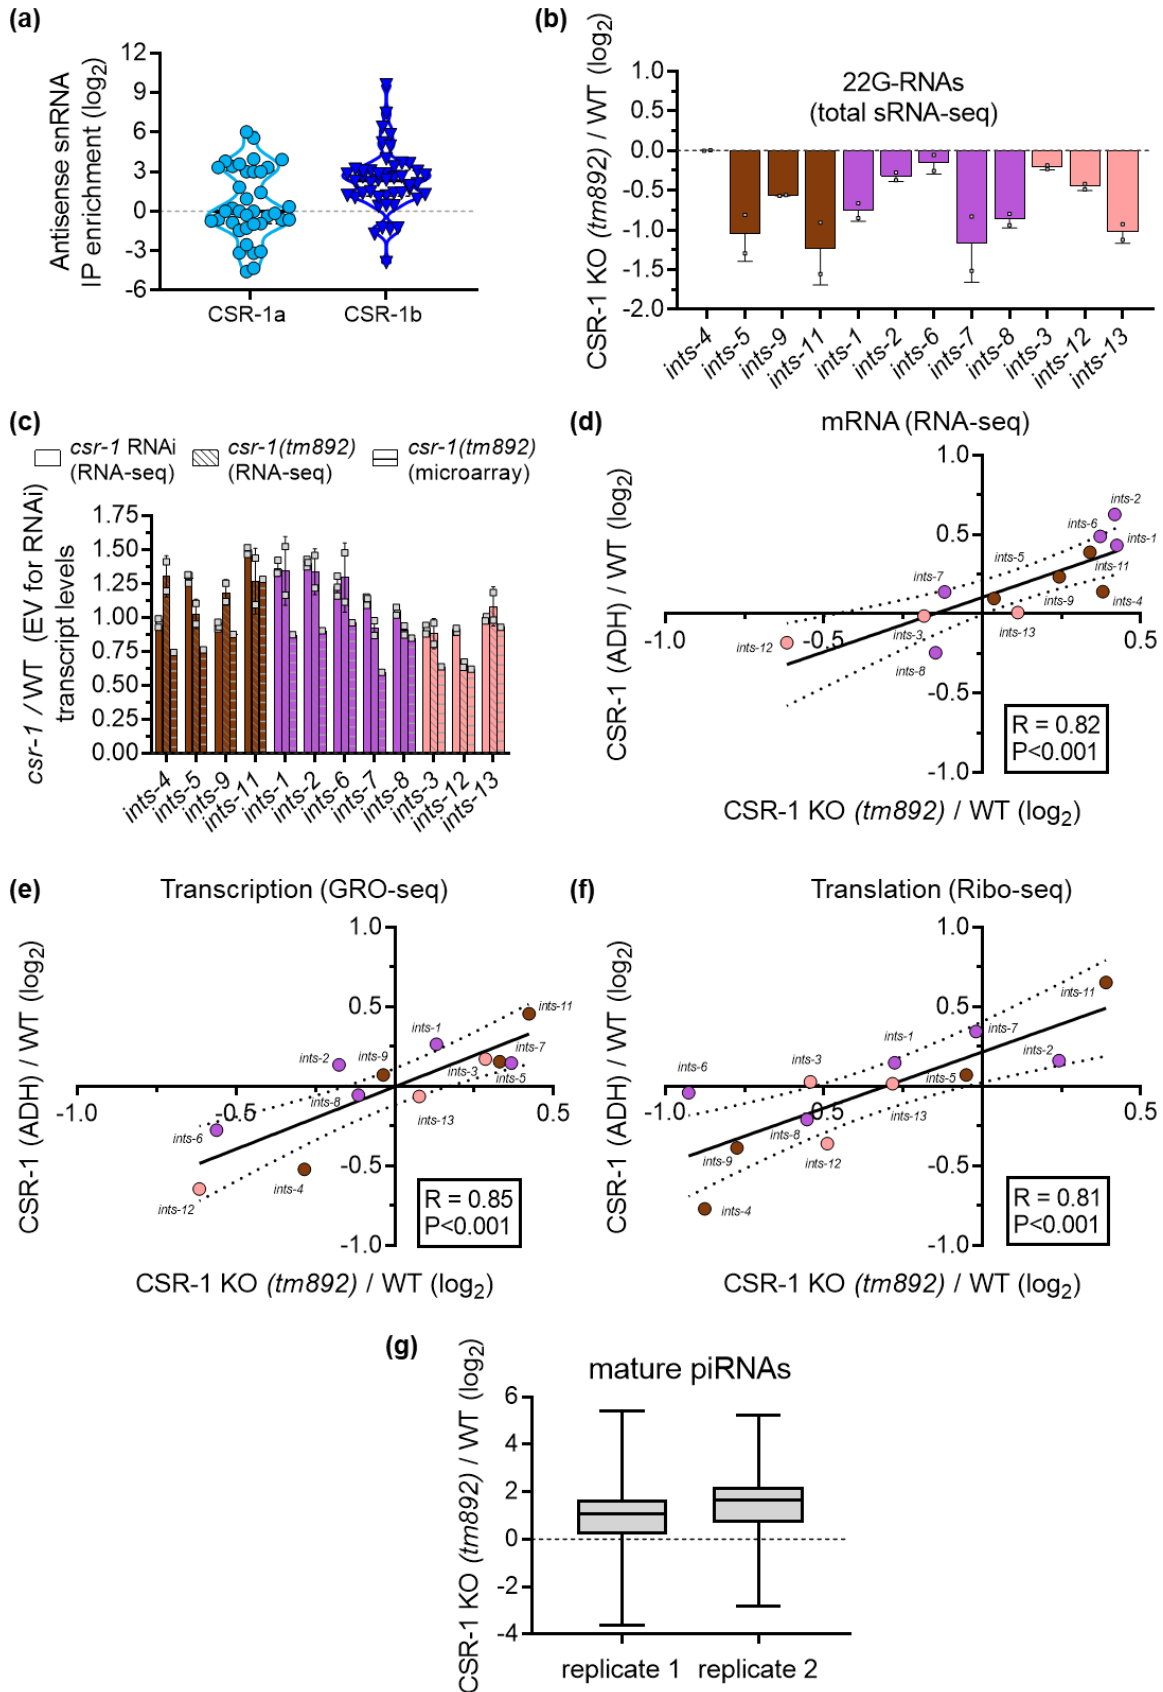 (a)
Antisense snRNA
IP enrichment (log2)
12
9
6
3
0
-3
-6
CSR-1a
CSR-1b
(b)
CSR-1 KO (tm892) / WT (log2)
22G-RNAs
(total sRNA-seq)
1.0
0.5
0.0
-0.5
-1.0
-1.5
-2.0
ints-4
ints-5
ints-9
ints-11
ints-1
ints-2
ints-6
ints-7
ints-8
ints-3
ints-12
ints-13
(c)
csr-1 RNAi
(RNA-seq)
csr-1(tm892)
(RNA-seq)
csr-1(tm892)
(microarray)
csr-1 /WT (EV for RNAi)
transcript levels
1.75
1.50
1.25
1.00
0.75
0.50
0.25
0.00
ints-4
ints-5
ints-9
ints-11
ints-1
ints-2
ints-6
ints-7
ints-8
ints-3
ints-12
ints-13
(d)
mRNA (RNA-seq)
CSR-1 (ADH) / WT (log2)
1.0
0.5
-0.5
-1.0
-1.0
-0.5
0.5
ints-2
ints-6
ints-1
ints-5
ints-11
ints-7
ints-9
ints-4
ints-3
ints-13
ints-12
ints-8
R = 0.82
P<0.001
CSR-1 KO (tm892) / WT (log2)
(e)
Transcription (GRO-seq)
CSR-1 (ADH) / WT (log2)
1.0
0.5
-0.5
-1.0
-1.0
-0.5
0.5
ints-11
ints-1
ints-2
ints-9
ints-7
ints-3
ints-5
ints-8
ints-13
ints-6
ints-4
ints-12
R = 0.85
P<0.001
CSR-1 KO (tm892) / WT (log2)
(f)
Translation (Ribo-seq)
CSR-1 (ADH) / WT (log2)
1.0
0.5
-0.5
-1.0
-1.0
-0.5
0.5
ints-11
ints-7
ints-1
ints-2
ints-3
ints-6
ints-5
ints-13
ints-8
ints-12
ints-9
ints-4
R = 0.81
P<0.001
CSR-1 KO (tm892) / WT (log2)
(g)
mature piRNAs
CSR-1 KO (tm892) / WT (log2)
6
4
2
0
-2
-4
replicate 1
replicate 2